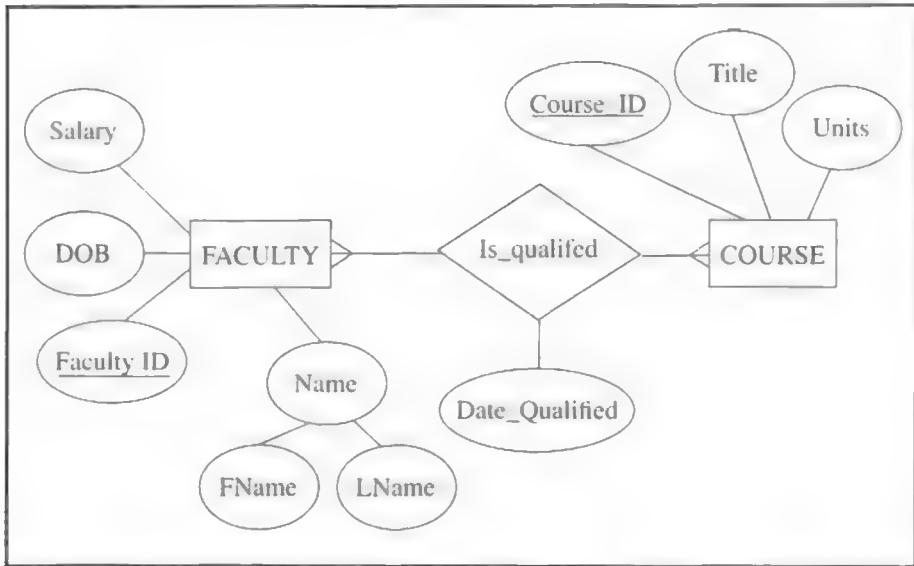 Title
Course_ID
Units
Salary
DOB
FACULTY
Is_qualifed
COURSE
Faculty ID
Name
Date_Qualified
FName
LName